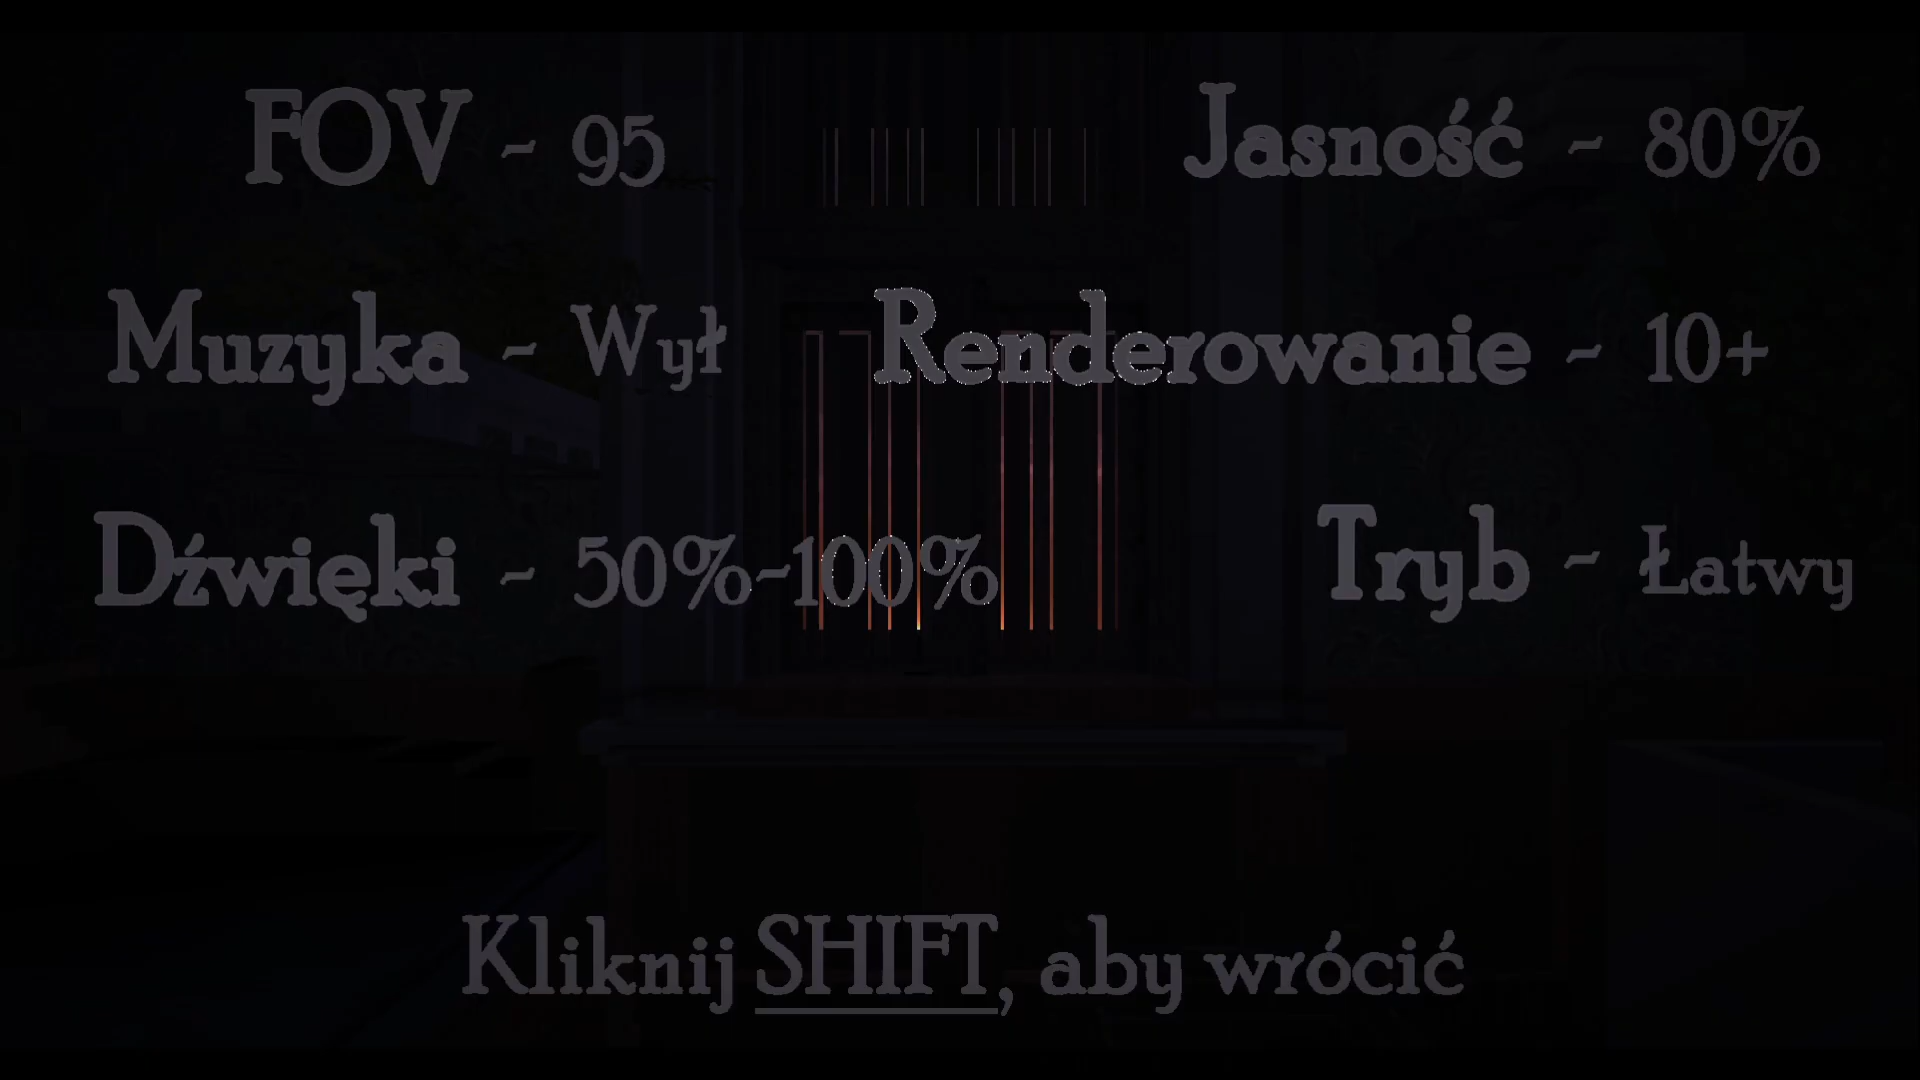 FOV - 95
Jasność - 80%
Muzyka - Wył
Renderowanie - 10+
Dźwięki - 50%-100%
Tryb - Łatwy
Kliknij SHIFT, aby wrócić